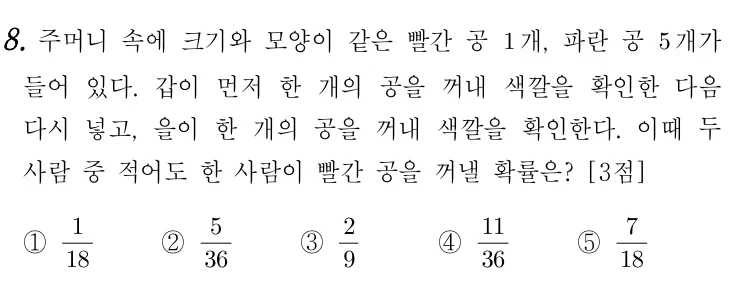 8. 주머니 속에 크기와 모양이 같은 빨간 공 1개, 파란 공 5개가
들어 있다. 갑이 먼저 한 개의 공을 꺼내 색깔을 확인한 다음
다시 넣고, 을이 한 개의 공을 꺼내 색깔을 확인한다. 이때 두
사람 중 적어도 한 사람이 빨간 공을 꺼낼 확률은? [3점]
① 1/18 ② 5/36 ③ 2/9 ④ 11/36 ⑤ 7/18